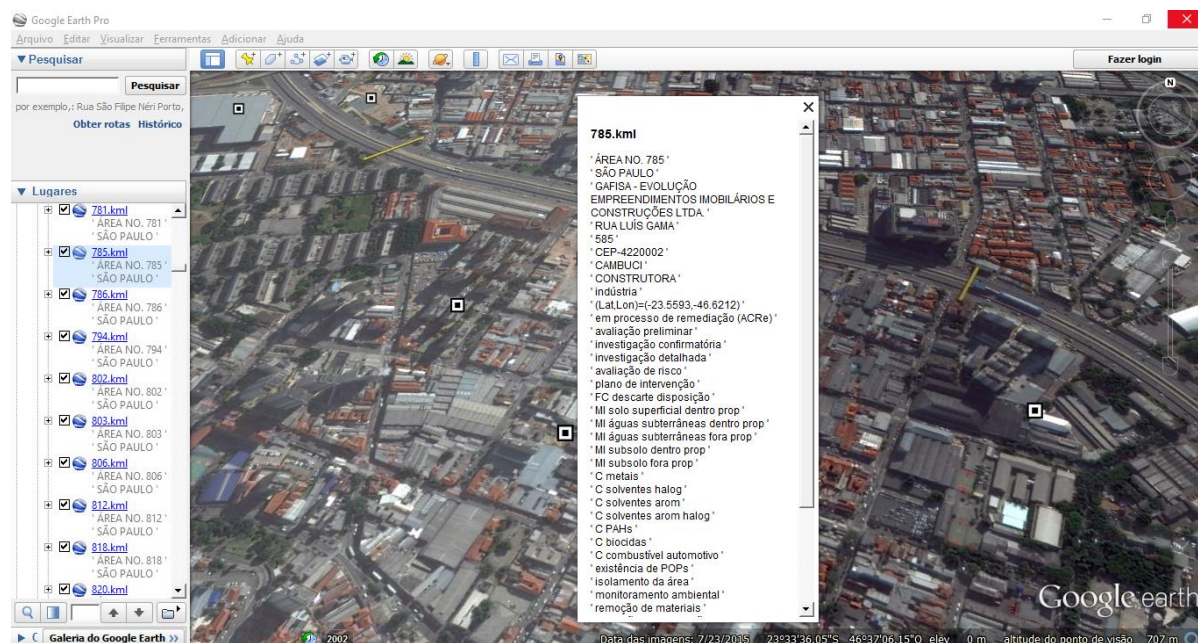 Google Earth Pro
Arquivo Editar Visualizar Ferramentas Adicionar Ajuda
▼ Pesquisar
Pesquisar
por exemplo,: Rua São Filipe Néri Porto,
Obter rotas Histórico
▼ Lugares
781.kml
' ÁREA NO. 781 '
' SÃO PAULO '
785.kml
' ÁREA NO. 785 '
' SÃO PAULO '
786.kml
' ÁREA NO. 786 '
' SÃO PAULO '
794.kml
' ÁREA NO. 794 '
' SÃO PAULO '
802.kml
' ÁREA NO. 802 '
' SÃO PAULO '
803.kml
' ÁREA NO. 803 '
' SÃO PAULO '
806.kml
' ÁREA NO. 806 '
' SÃO PAULO '
812.kml
' ÁREA NO. 812 '
' SÃO PAULO '
818.kml
' ÁREA NO. 818 '
' SÃO PAULO '
820.kml
Galeria do Google Earth >>
Fazer login
N
785.kml
' ÁREA NO. 785 '
' SÃO PAULO '
' GAFISA - EVOLUÇÃO
EMPREENDIMENTOS IMOBILÁRIOS E
CONSTRUÇÕES LTDA. '
' RUA LUÍS GAMA '
' 585 '
' CEP-4220002 '
' CAMBUCI '
' CONSTRUTORA '
' indústria '
' (Lat,Lon)=(-23.5593,-46.6212) '
' em processo de remediação (ACRe) '
' avaliação preliminar '
' investigação confirmatória '
' investigação detalhada '
' avaliação de risco '
' plano de intervenção '
' FC descarte disposição '
' MI solo superficial dentro prop '
' MI águas subterrâneas dentro prop '
' MI águas subterrâneas fora prop '
' MI subsolo dentro prop '
' MI subsolo fora prop '
' C metais '
' C solventes halog '
' C solventes arom '
' C solventes arom halog '
' C PAHs '
' C biocidas '
' C combustível automotivo '
' existência de POPs '
' isolamento da área '
' monitoramento ambiental '
' remoção de materiais '
Google earth
2002
Data das imagens: 7/23/2015 23°33'36.05"S 46°37'06.15"O elev 0 m altitude do ponto de visão 707 m